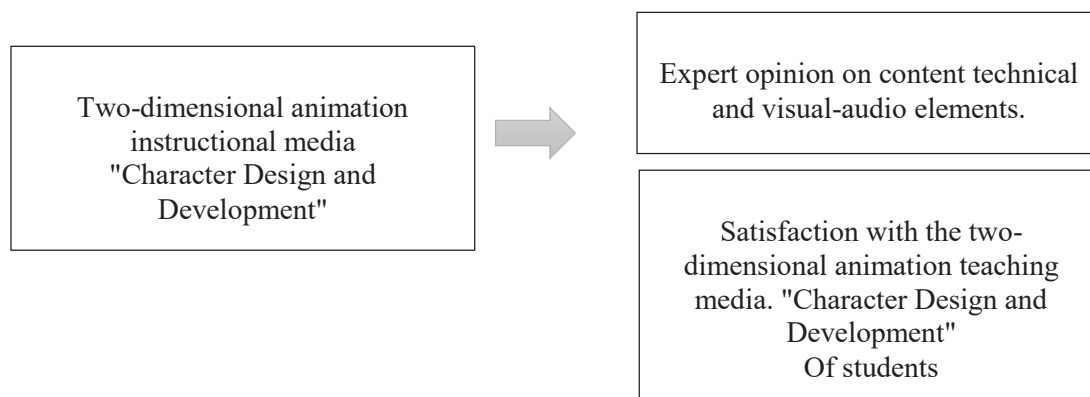 Two-dimensional animation
instructional media
"Character Design and
Development"
Expert opinion on content technical
and visual-audio elements.
Satisfaction with the two-
dimensional animation teaching
media. "Character Design and
Development"
Of students